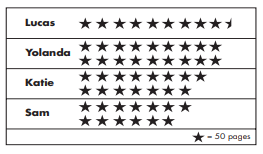 Lucas
Yolanda
Katie
Sam
★ = 50 pages